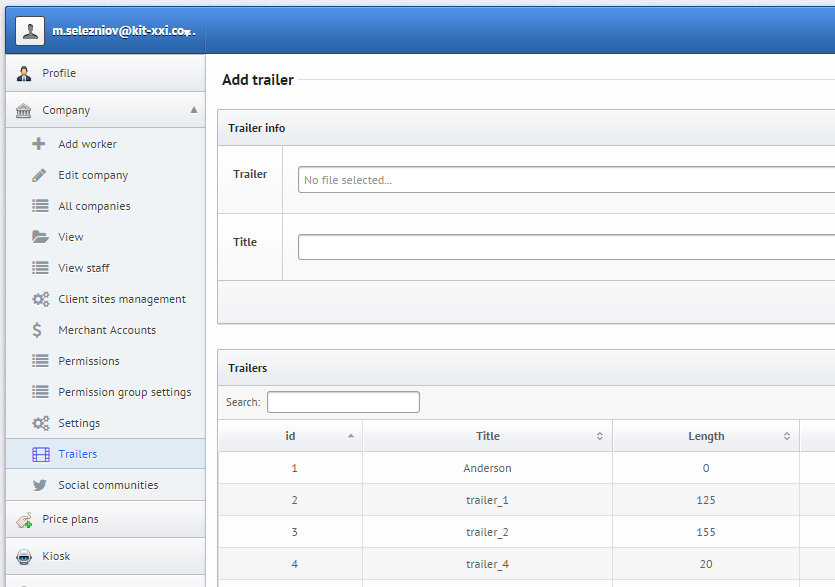 m.selezniov@kit-xxi.co...
Profile
Company
Add worker
Edit company
All companies
View
View staff
Client sites management
Merchant Accounts
Permissions
Permission group settings
Settings
Trailers
Social communities
Price plans
Kiosk
Add trailer
Trailer info
Trailer
No file selected...
Title
Trailers
Search:
id Title Length
1 Anderson 0
2 trailer_1 125
3 trailer_2 155
4 trailer_4 20